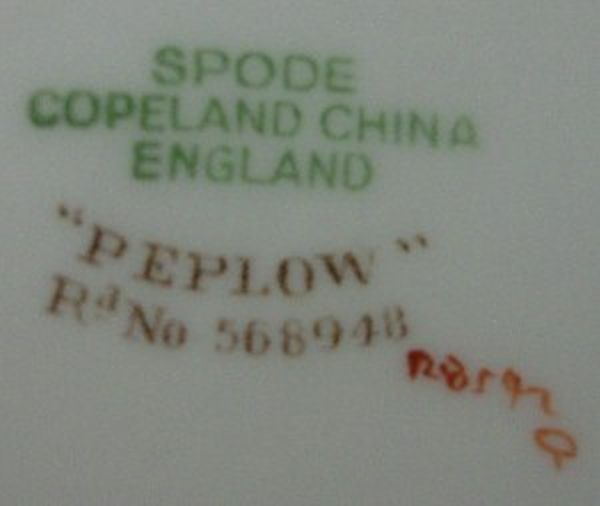 SPODE
COPELAND CHINA
ENGLAND
"PEPLOW"
Rd No 568948